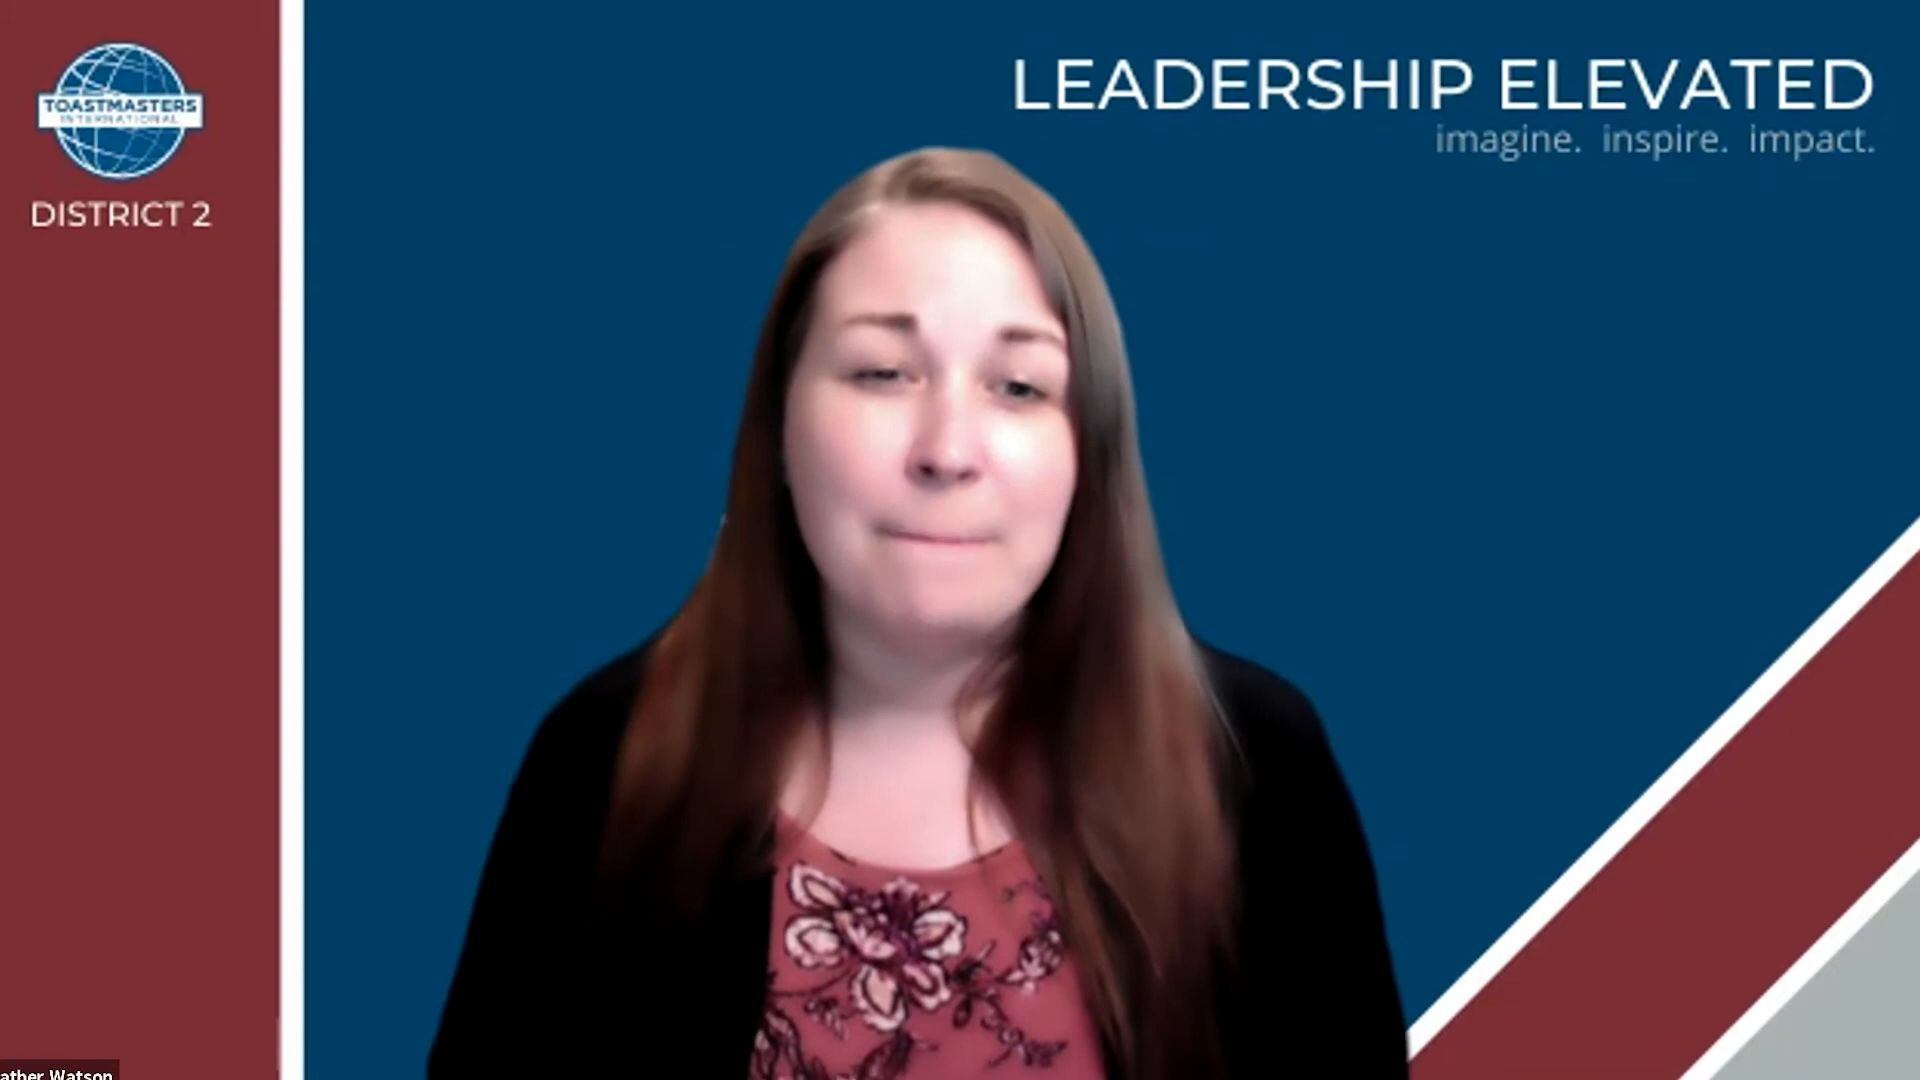 TOASTMASTERS
INTERNATIONAL
DISTRICT 2
LEADERSHIP ELEVATED
imagine. inspire. impact.
ather Watson